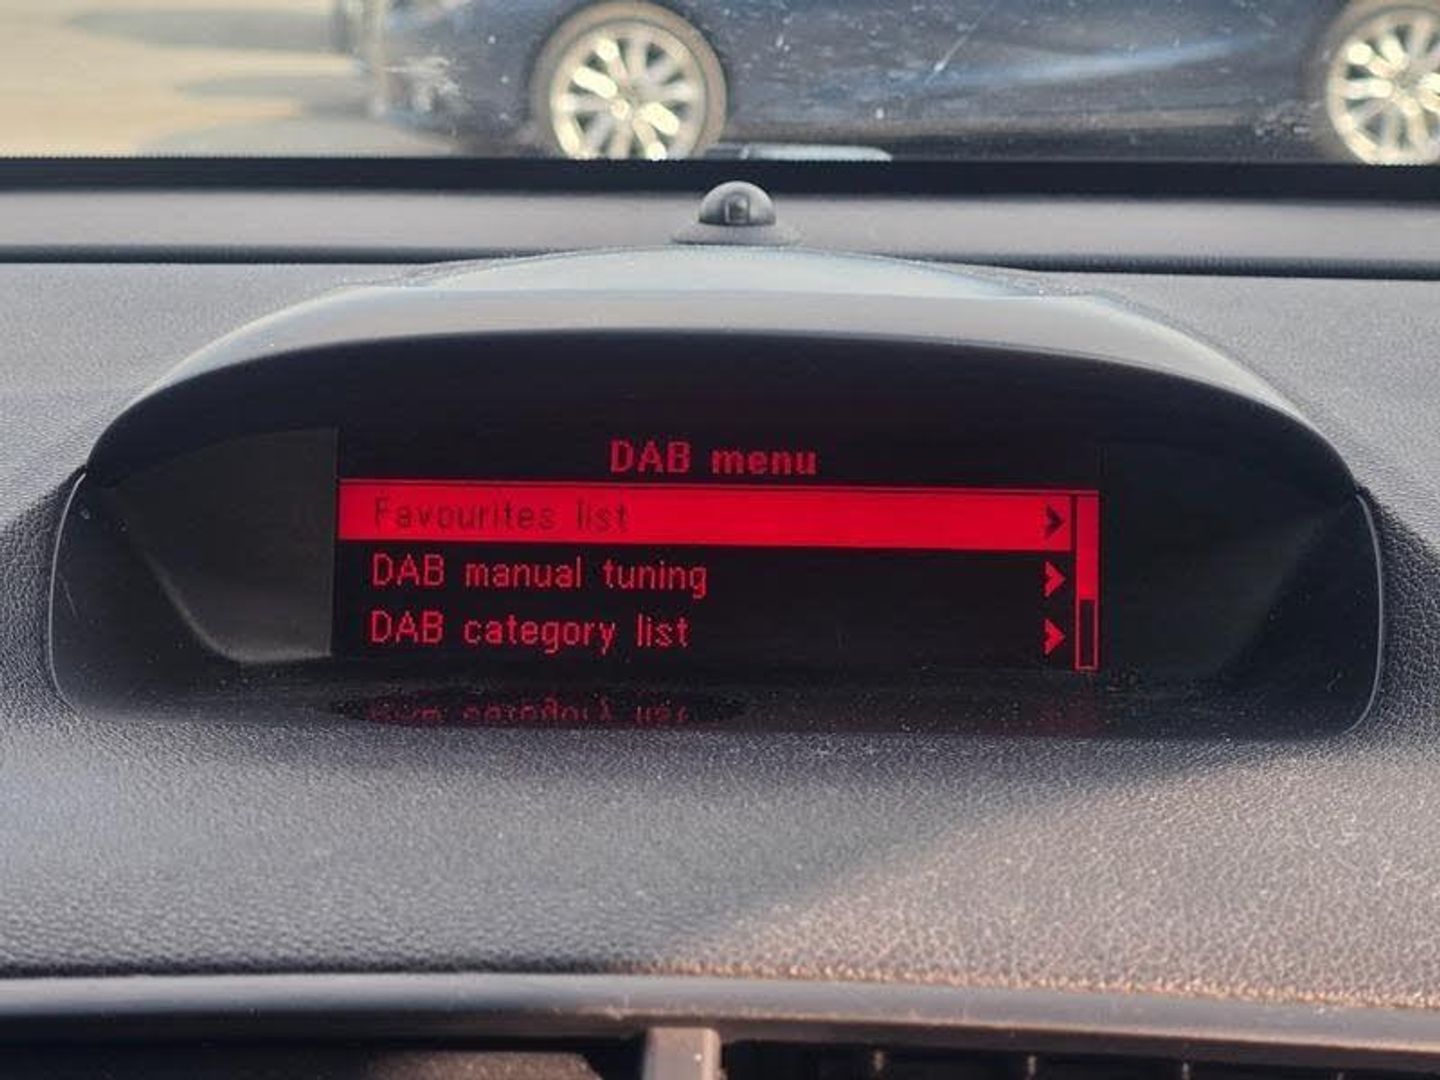 DAB menu
Favourites list
DAB manual tuning
DAB category list